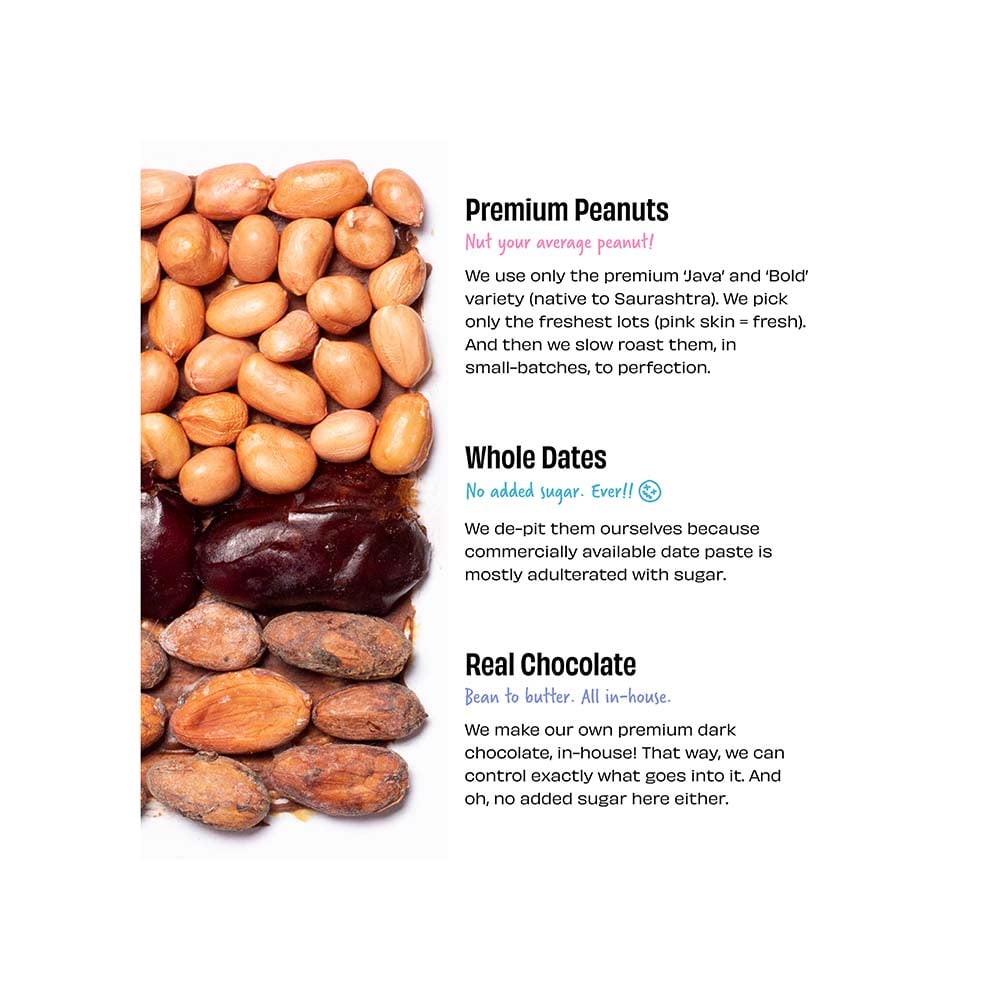 Premium Peanuts
Nut your average peanut!
We use only the premium ‘Java’ and ‘Bold’
variety (native to Saurashtra). We pick
only the freshest lots (pink skin = fresh).
And then we slow roast them, in
small-batches, to perfection.
Whole Dates
No added sugar. Ever!!
We de-pit them ourselves because
commercially available date paste is
mostly adulterated with sugar.
Real Chocolate
Bean to butter. All in-house.
We make our own premium dark
chocolate, in-house! That way, we can
control exactly what goes into it. And
oh, no added sugar here either.